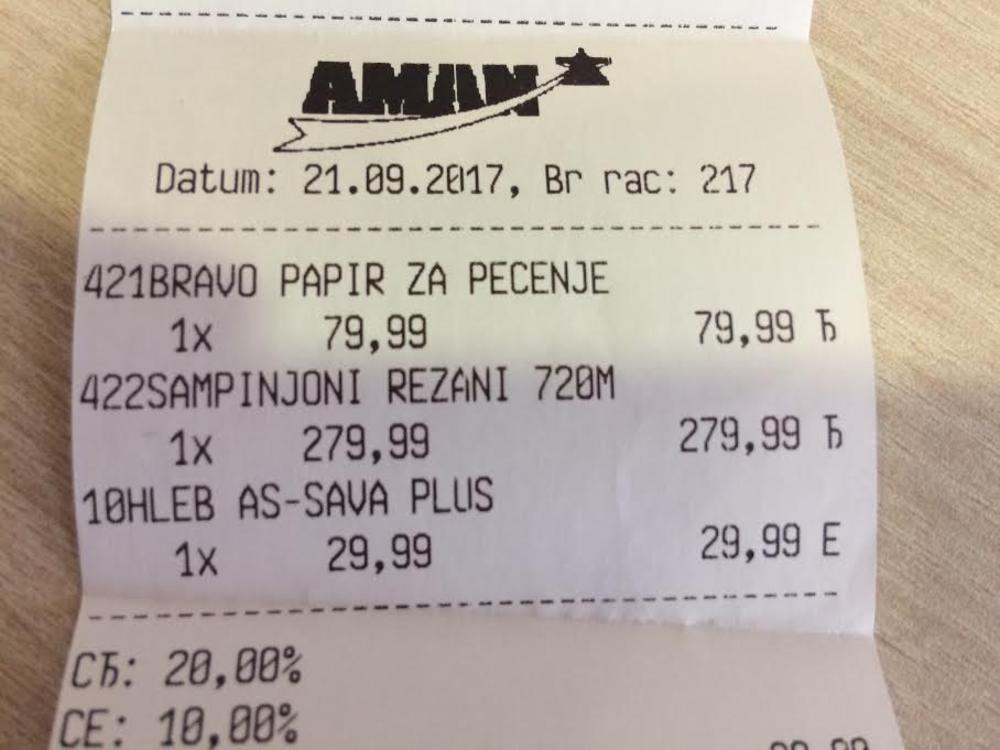 AMAN
Datum: 21.09.2017, Br rac: 217
421BRAVO PAPIR ZA PECENJE
1x 79,99 79,99 Ђ
422SAMPINJONI REZANI 720M
1x 279,99 279,99 Ђ
10HLEB AS-SAVA PLUS
1x 29,99 29,99 Е
СЂ: 20,00%
СЕ: 10,00%